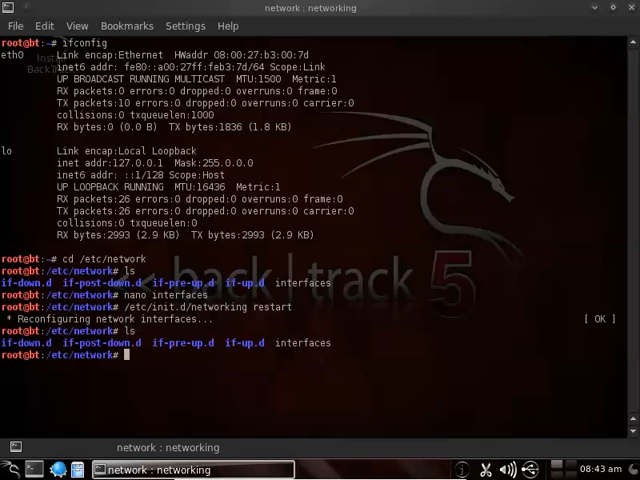 network : networking
File Edit View Bookmarks Settings Help
root@bt:~# ifconfig
eth0 Link encap:Ethernet HWaddr 08:00:27:b3:00:7d
inet6 addr: fe80::a00:27ff:feb3:7d/64 Scope:Link
UP BROADCAST RUNNING MULTICAST MTU:1500 Metric:1
RX packets:0 errors:0 dropped:0 overruns:0 frame:0
TX packets:10 errors:0 dropped:0 overruns:0 carrier:0
collisions:0 txqueuelen:1000
RX bytes:0 (0.0 B) TX bytes:1836 (1.8 KB)
lo Link encap:Local Loopback
inet addr:127.0.0.1 Mask:255.0.0.0
inet6 addr: ::1/128 Scope:Host
UP LOOPBACK RUNNING MTU:16436 Metric:1
RX packets:26 errors:0 dropped:0 overruns:0 frame:0
TX packets:26 errors:0 dropped:0 overruns:0 carrier:0
collisions:0 txqueuelen:0
RX bytes:2993 (2.9 KB) TX bytes:2993 (2.9 KB)
root@bt:~# cd /etc/network
root@bt:/etc/network# ls
if-down.d if-post-down.d if-pre-up.d if-up.d interfaces
root@bt:/etc/network# nano interfaces
root@bt:/etc/network# /etc/init.d/networking restart
* Reconfiguring network interfaces... [ OK ]
root@bt:/etc/network# ls
if-down.d if-post-down.d if-pre-up.d if-up.d interfaces
root@bt:/etc/network#
<< back | track 5
network : networking
network : networking
08:43 am